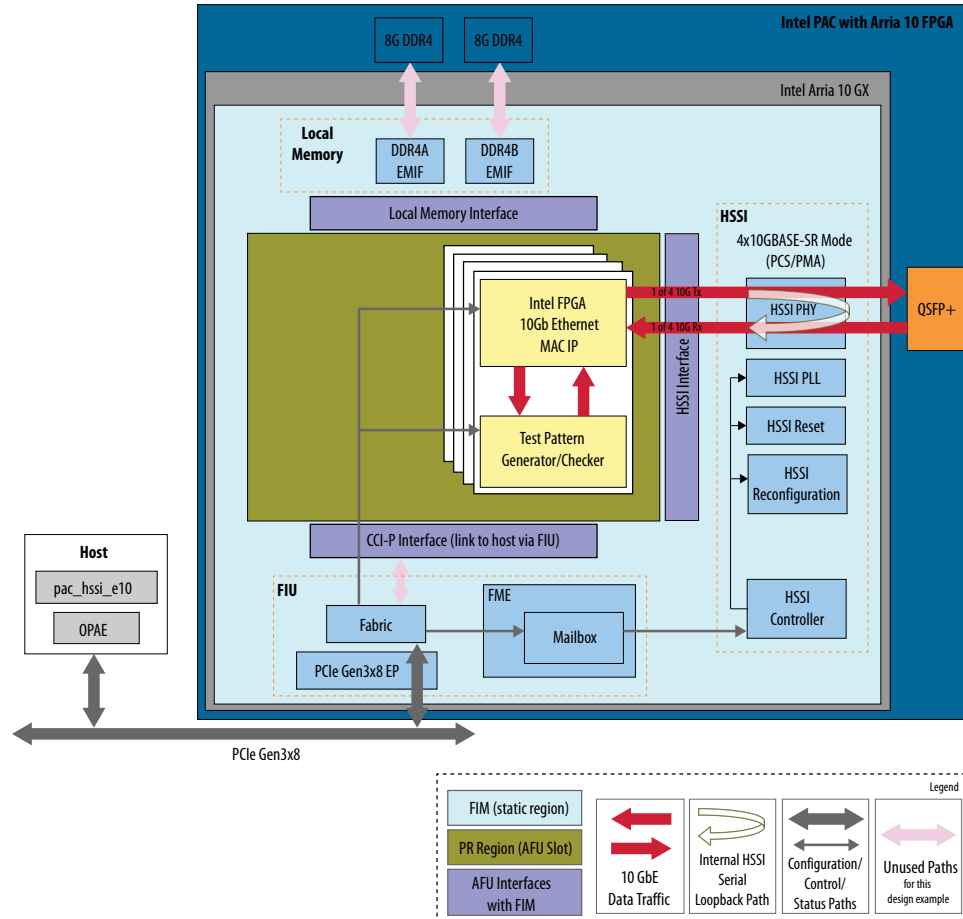 Intel PAC with Arria 10 FPGA
8G DDR4
8G DDR4
Intel Arria 10 GX
Local
Memory
DDR4A
EMIF
DDR4B
EMIF
Local Memory Interface
HSSI
4x10GBASE-SR Mode
(PCS/PMA)
Intel FPGA
10Gb Ethernet
MAC IP
1 of 4 10G Tx
1 of 4 10G Rx
HSSI PHY
QSFP+
HSSI Interface
HSSI PLL
HSSI Reset
Test Pattern
Generator/Checker
HSSI
Reconfiguration
CCI-P Interface (link to host via FIU)
Host
pac_hssi_e10
OPAE
FIU
Fabric
PCIe Gen3x8 EP
FME
Mailbox
HSSI
Controller
PCIe Gen3x8
Legend
FIM (static region)
PR Region (AFU Slot)
AFU Interfaces
with FIM
10 GbE
Data Traffic
Internal HSSI
Serial
Loopback Path
Configuration/
Control/
Status Paths
Unused Paths
for this
design example